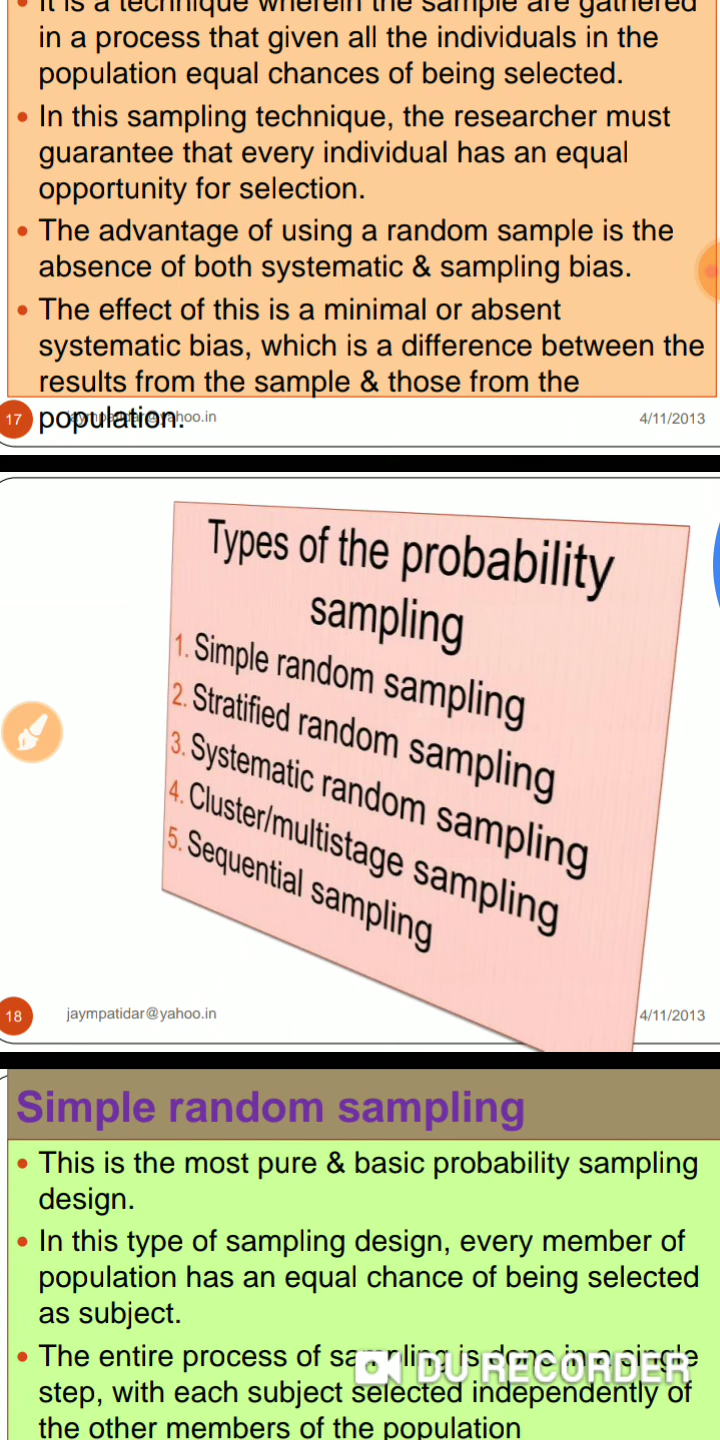 It is a technique wherein the sample are gathered
in a process that given all the individuals in the
population equal chances of being selected.
In this sampling technique, the researcher must
guarantee that every individual has an equal
opportunity for selection.
The advantage of using a random sample is the
absence of both systematic & sampling bias.
The effect of this is a minimal or absent
systematic bias, which is a difference between the
results from the sample & those from the
population.
17 jaympatidar@yahoo.in 4/11/2013
Types of the probability
sampling
1. Simple random sampling
2. Stratified random sampling
3. Systematic random sampling
4. Cluster/multistage sampling
5. Sequential sampling
18 jaympatidar@yahoo.in 4/11/2013
Simple random sampling
This is the most pure & basic probability sampling
design.
In this type of sampling design, every member of
population has an equal chance of being selected
as subject.
The entire process of sampling is done in a single
DU RECORDER
step, with each subject selected independently of
the other members of the population